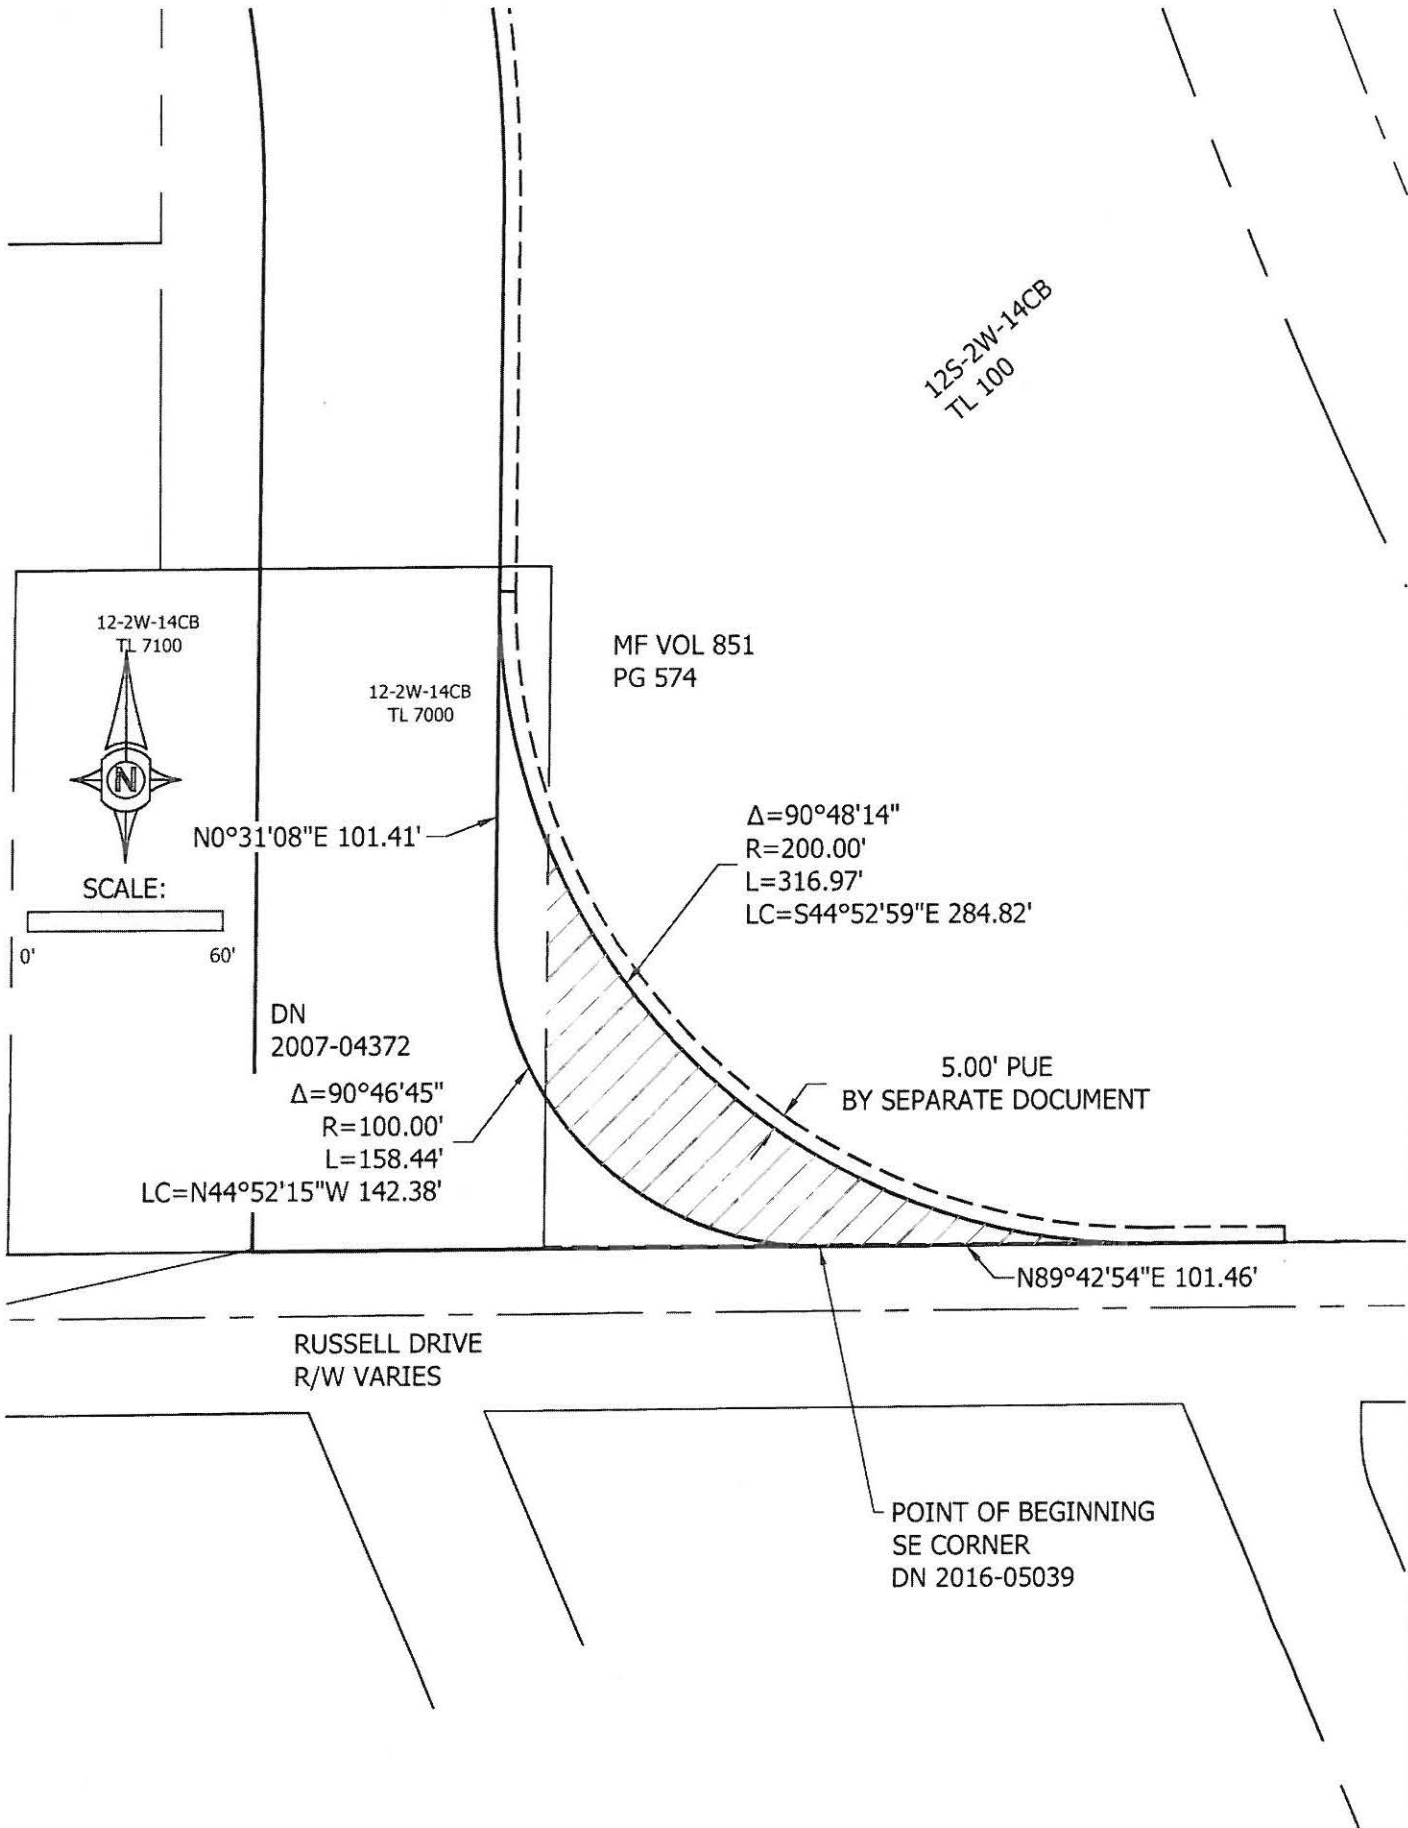 12S-2W-14CB
TL 100
12-2W-14CB
TL 7100
MF VOL 851
PG 574
12-2W-14CB
TL 7000
N
N0°31'08"E 101.41'
Δ=90°48'14"
R=200.00'
L=316.97'
LC=S44°52'59"E 284.82'
SCALE:
0' 60'
DN
2007-04372
Δ=90°46'45"
R=100.00'
L=158.44'
LC=N44°52'15"W 142.38'
5.00' PUE
BY SEPARATE DOCUMENT
N89°42'54"E 101.46'
RUSSELL DRIVE
R/W VARIES
POINT OF BEGINNING
SE CORNER
DN 2016-05039